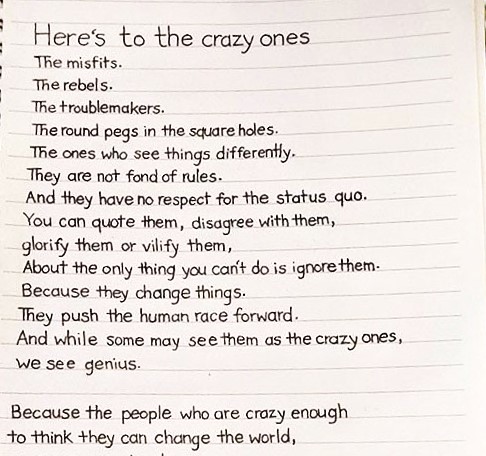 Here's to the crazy ones
The misfits.
The rebels.
The troublemakers.
The round pegs in the square holes.
The ones who see things differently.
They are not fond of rules.
And they have no respect for the status quo.
You can quote them, disagree with them,
glorify them or vilify them,
About the only thing you can't do is ignore them.
Because they change things.
They push the human race forward.
And while some may see them as the crazy ones,
we see genius.
Because the people who are crazy enough
to think they can change the world,